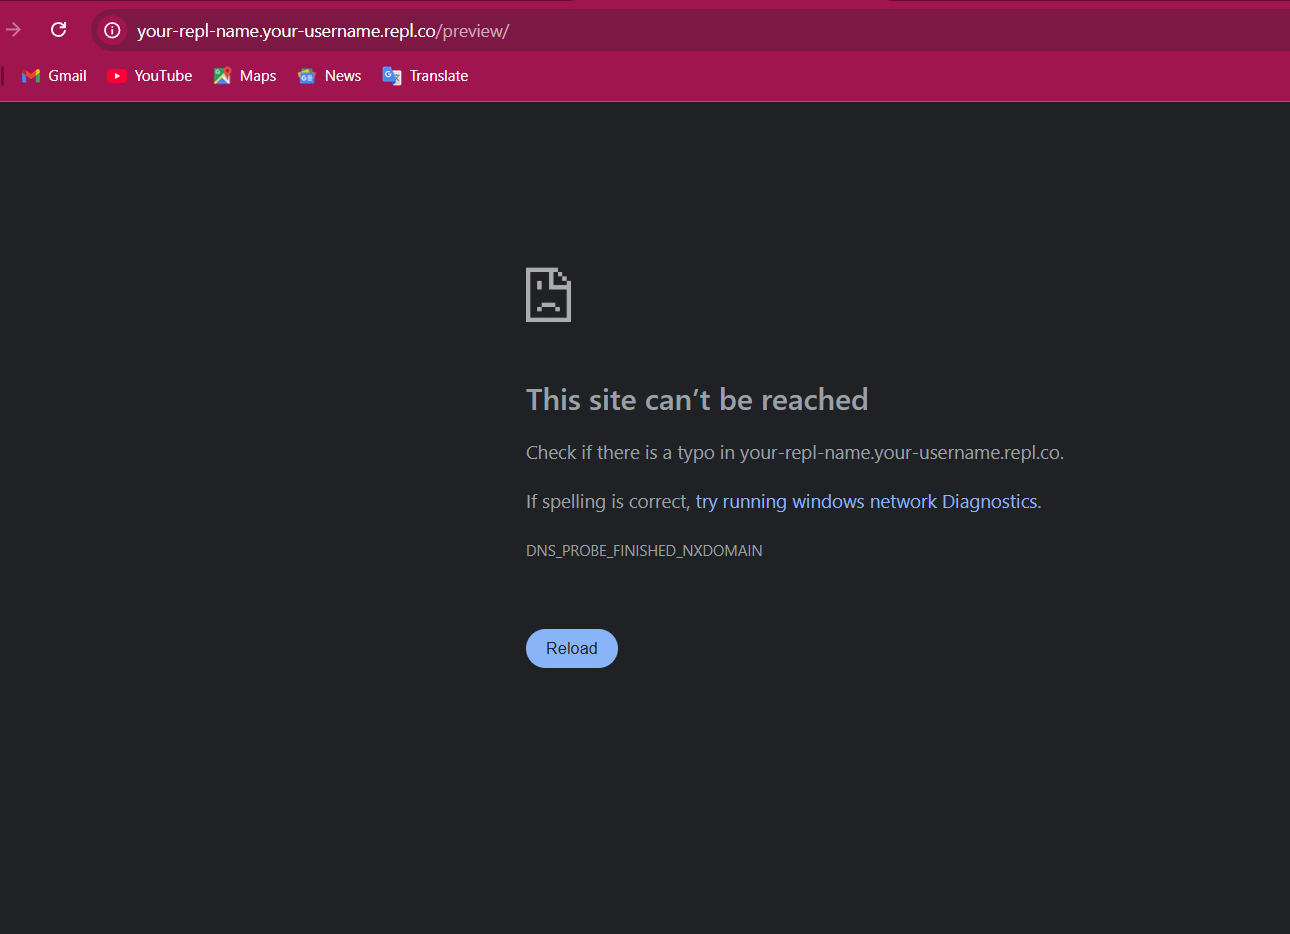 your-repl-name.your-username.repl.co/preview/
Gmail YouTube Maps News Translate
This site can’t be reached
Check if there is a typo in your-repl-name.your-username.repl.co.
If spelling is correct, try running windows network Diagnostics.
DNS_PROBE_FINISHED_NXDOMAIN
Reload